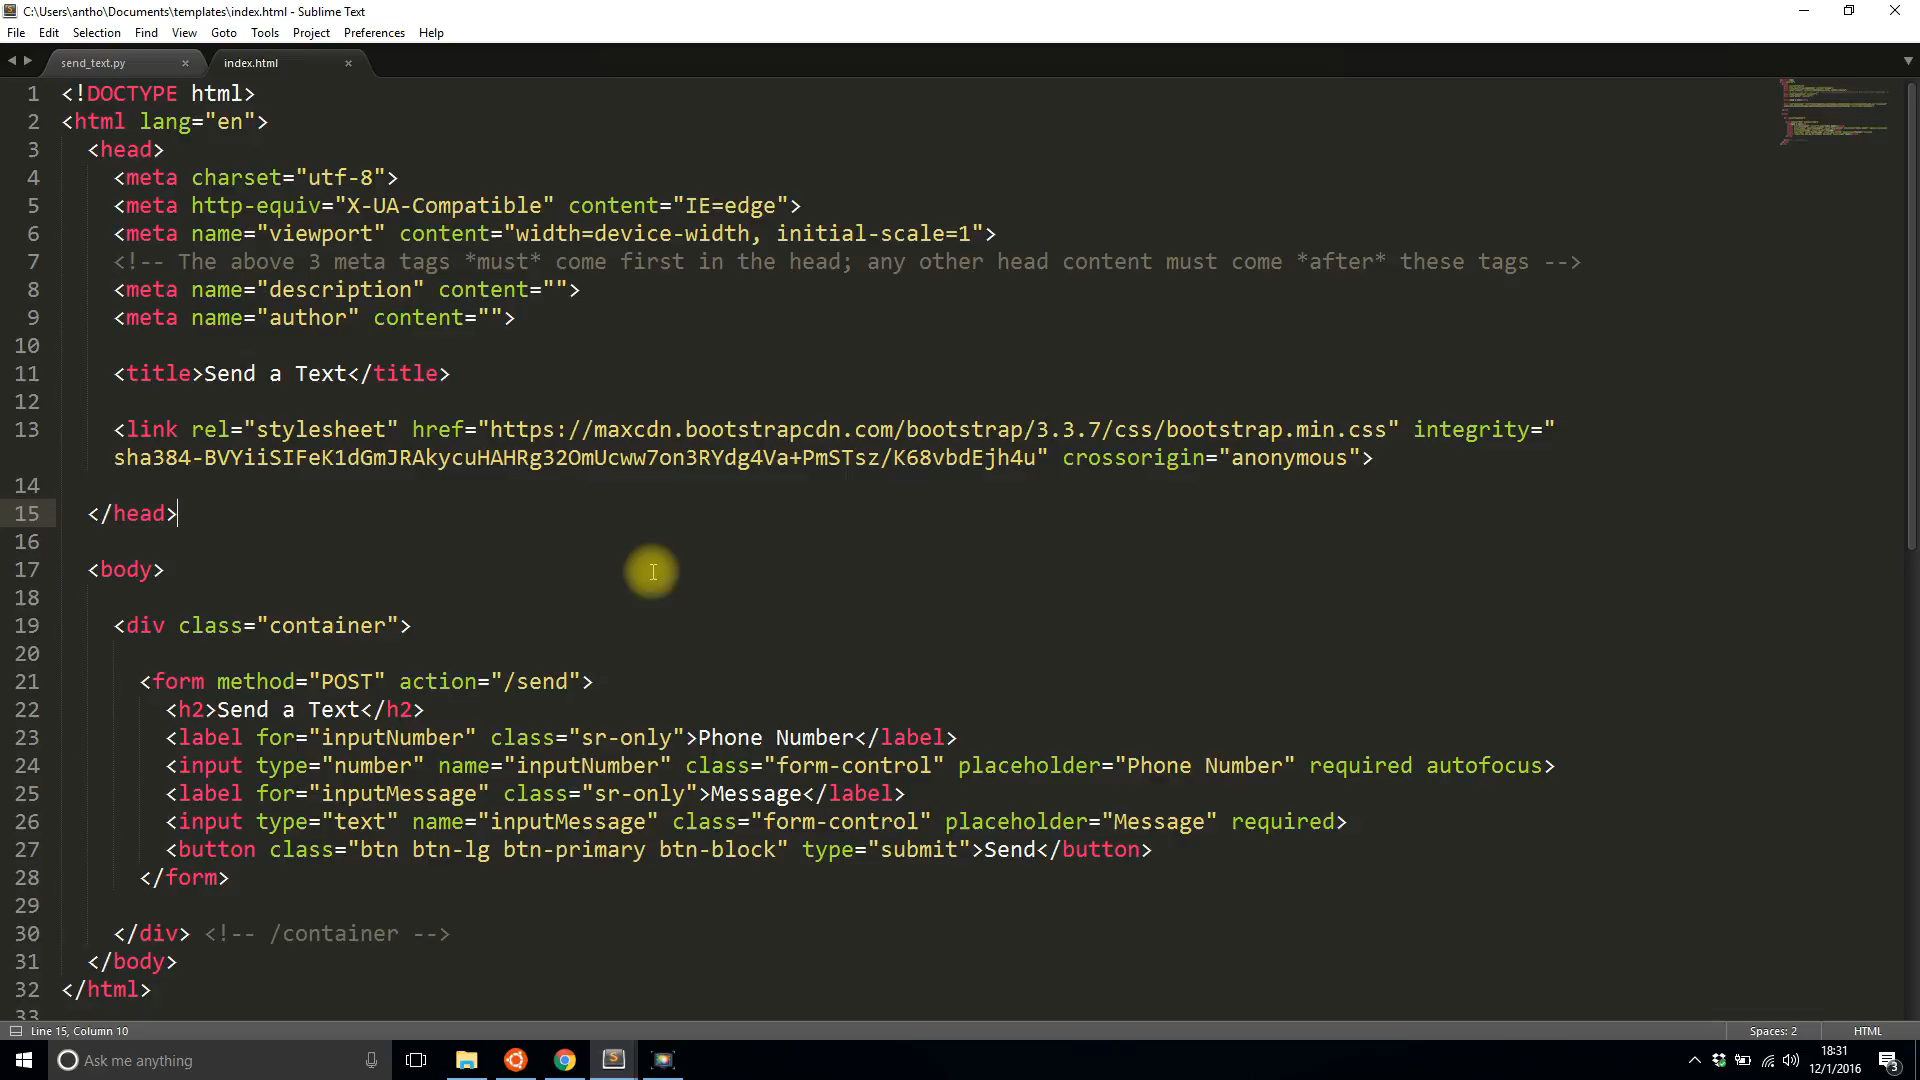 C:\Users\antho\Documents\templates\index.html - Sublime Text
File Edit Selection Find View Goto Tools Project Preferences Help
send_text.py × index.html ×
1 <!DOCTYPE html>
2 <html lang="en">
3 <head>
4 <meta charset="utf-8">
5 <meta http-equiv="X-UA-Compatible" content="IE=edge">
6 <meta name="viewport" content="width=device-width, initial-scale=1">
7 <!-- The above 3 meta tags *must* come first in the head; any other head content must come *after* these tags -->
8 <meta name="description" content="">
9 <meta name="author" content="">
10
11 <title>Send a Text</title>
12
13 <link rel="stylesheet" href="https://maxcdn.bootstrapcdn.com/bootstrap/3.3.7/css/bootstrap.min.css" integrity="
sha384-BVYiiSIFeK1dGmJRAkycuHAHRg32OmUcww7on3RYdg4Va+PmSTsz/K68vbdEjh4u" crossorigin="anonymous">
14
15 </head>
16
17 <body>
18
19 <div class="container">
20
21 <form method="POST" action="/send">
22 <h2>Send a Text</h2>
23 <label for="inputNumber" class="sr-only">Phone Number</label>
24 <input type="number" name="inputNumber" class="form-control" placeholder="Phone Number" required autofocus>
25 <label for="inputMessage" class="sr-only">Message</label>
26 <input type="text" name="inputMessage" class="form-control" placeholder="Message" required>
27 <button class="btn btn-lg btn-primary btn-block" type="submit">Send</button>
28 </form>
29
30 </div> <!-- /container -->
31 </body>
32 </html>
33
Line 15, Column 10 Spaces: 2 HTML
Ask me anything
18:31
12/1/2016
3